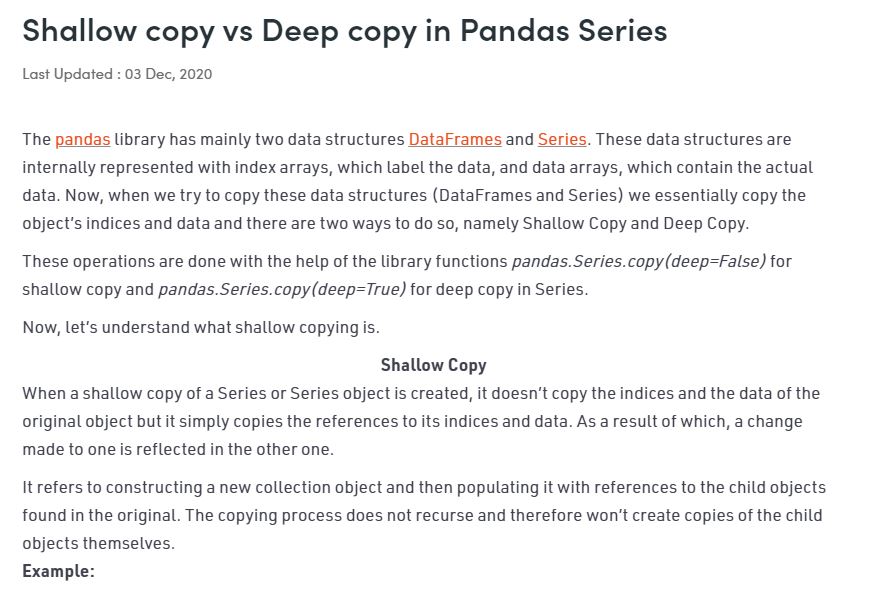 Shallow copy vs Deep copy in Pandas Series
Last Updated : 03 Dec, 2020
The pandas library has mainly two data structures DataFrames and Series. These data structures are
internally represented with index arrays, which label the data, and data arrays, which contain the actual
data. Now, when we try to copy these data structures (DataFrames and Series) we essentially copy the
object’s indices and data and there are two ways to do so, namely Shallow Copy and Deep Copy.
These operations are done with the help of the library functions pandas.Series.copy(deep=False) for
shallow copy and pandas.Series.copy(deep=True) for deep copy in Series.
Now, let’s understand what shallow copying is.
Shallow Copy
When a shallow copy of a Series or Series object is created, it doesn’t copy the indices and the data of the
original object but it simply copies the references to its indices and data. As a result of which, a change
made to one is reflected in the other one.
It refers to constructing a new collection object and then populating it with references to the child objects
found in the original. The copying process does not recurse and therefore won’t create copies of the child
objects themselves.
Example: